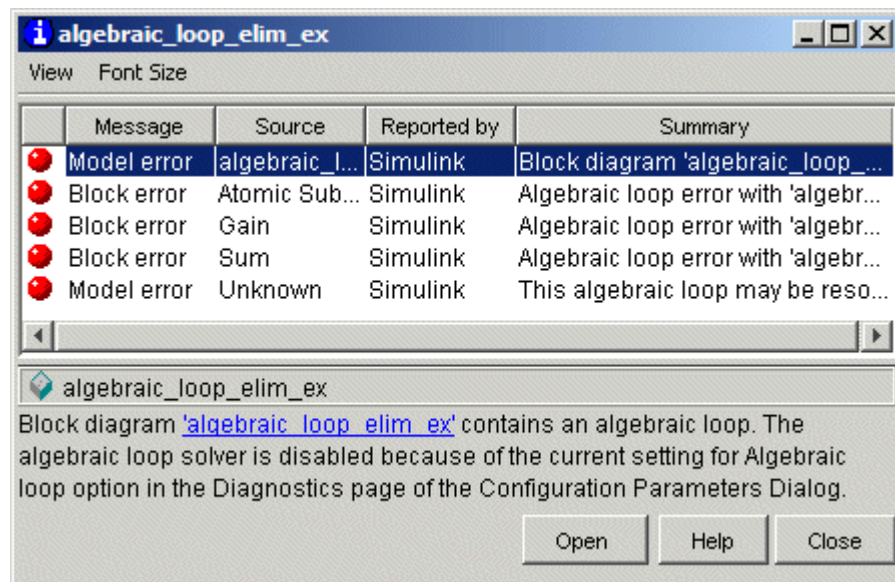 algebraic_loop_elim_ex
View Font Size
Message Source Reported by Summary
Model error algebraic_l... Simulink Block diagram 'algebraic_loop_...
Block error Atomic Sub... Simulink Algebraic loop error with 'algebr...
Block error Gain Simulink Algebraic loop error with 'algebr...
Block error Sum Simulink Algebraic loop error with 'algebr...
Model error Unknown Simulink This algebraic loop may be reso...
algebraic_loop_elim_ex
Block diagram 'algebraic_loop_elim_ex' contains an algebraic loop. The
algebraic loop solver is disabled because of the current setting for Algebraic
loop option in the Diagnostics page of the Configuration Parameters Dialog.
Open Help Close